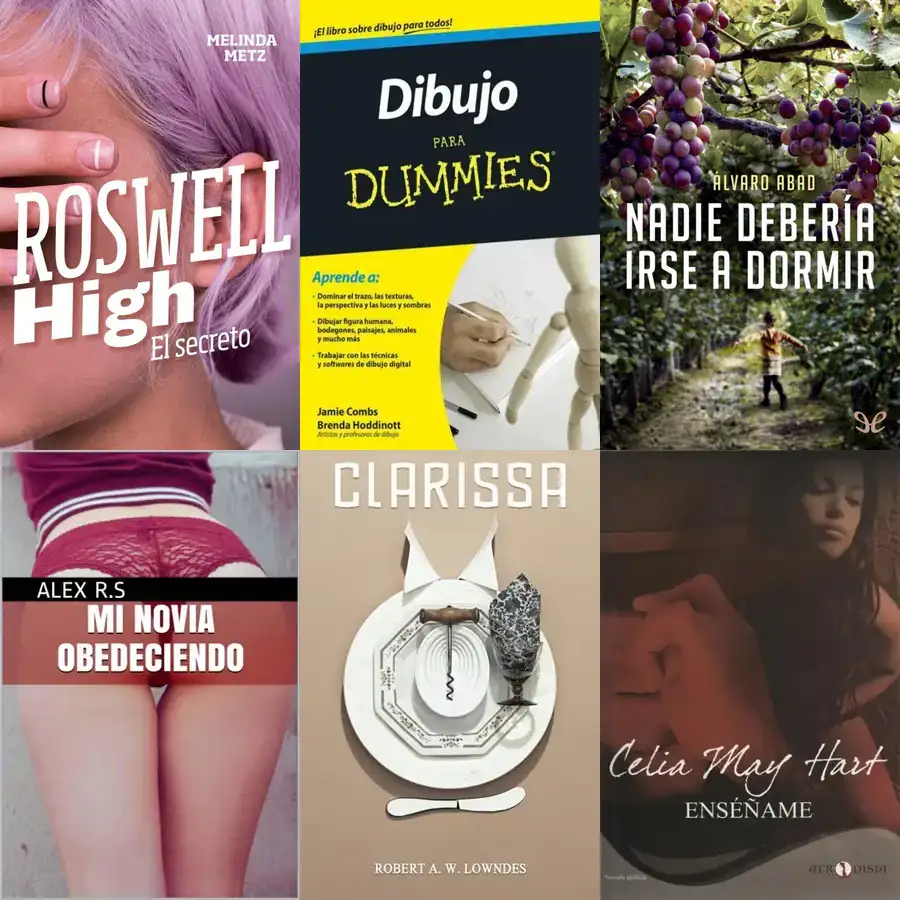 MELINDA
METZ
ROSWELL
High
El secreto
¡El libro sobre dibujo para todos!
Dibujo
PARA
DUMMIES®
Aprende a:
• Dominar el trazo, las texturas,
la perspectiva y las luces y sombras
• Dibujar figura humana,
bodegones, paisajes, animales
y mucho más
• Trabajar con las técnicas
y softwares de dibujo digital
Jamie Combs
Brenda Hoddinott
Artistas y profesoras de dibujo
ÁLVARO ABAD
NADIE DEBERÍA
IRSE A DORMIR
ALEX R.S
MI NOVIA
OBEDECIENDO
CLARISSA
ROBERT A. W. LOWNDES
Celia May Hart
ENSÉÑAME